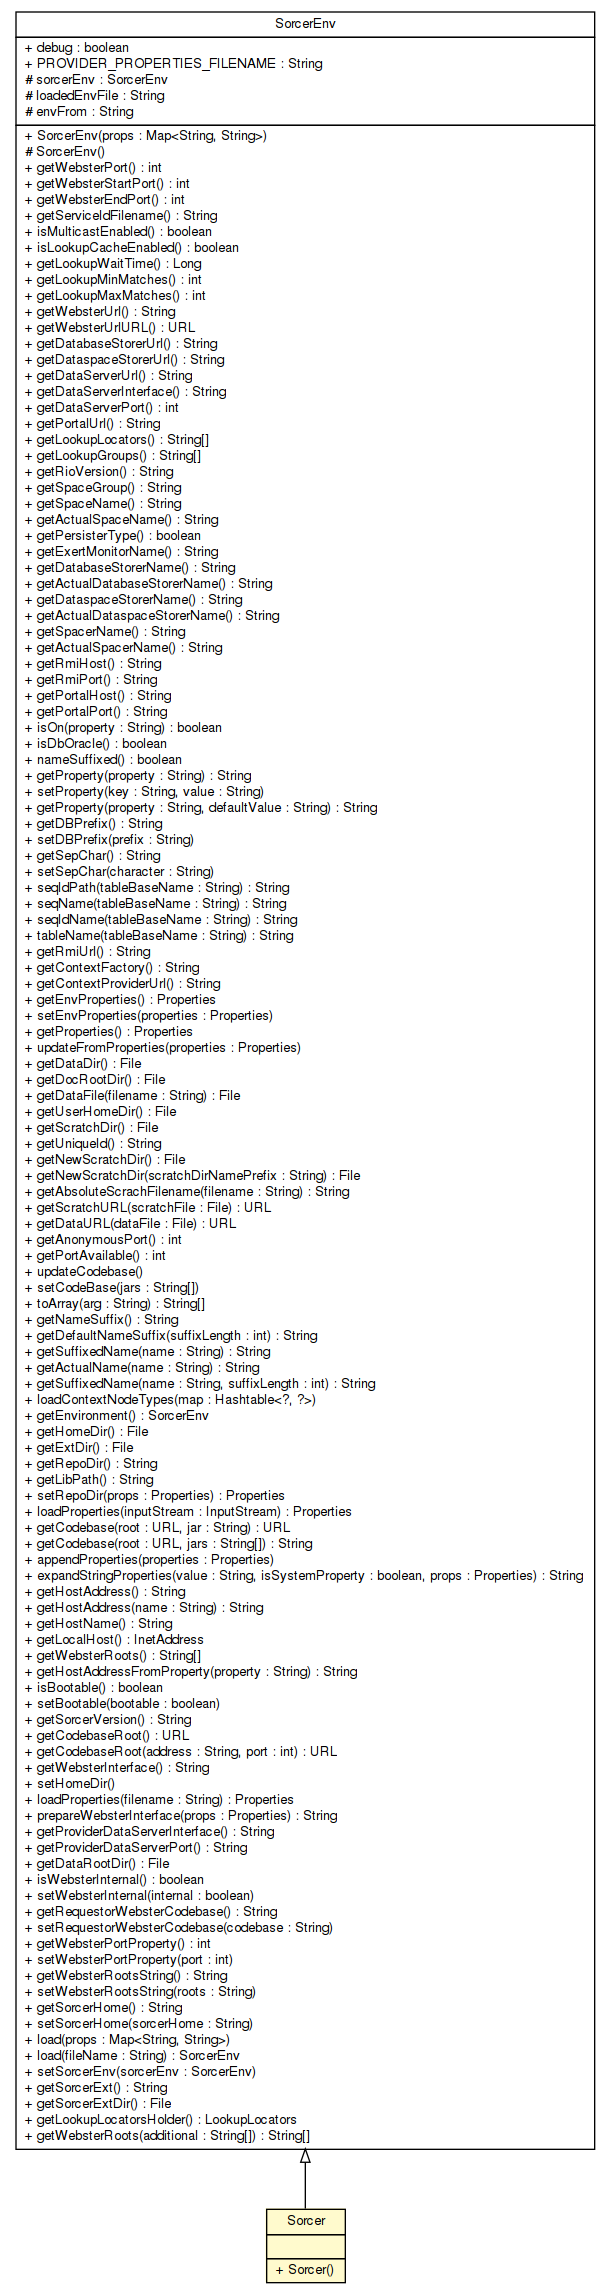 SorcerEnv
+ debug : boolean
+ PROVIDER_PROPERTIES_FILENAME : String
# sorcerEnv : SorcerEnv
# loadedEnvFile : String
# envFrom : String
+ SorcerEnv(props : Map<String, String>)
# SorcerEnv()
+ getWebsterPort() : int
+ getWebsterStartPort() : int
+ getWebsterEndPort() : int
+ getServiceIdFilename() : String
+ isMulticastEnabled() : boolean
+ isLookupCacheEnabled() : boolean
+ getLookupWaitTime() : Long
+ getLookupMinMatches() : int
+ getLookupMaxMatches() : int
+ getWebsterUrl() : String
+ getWebsterUrlURL() : URL
+ getDatabaseStorerUrl() : String
+ getDataspaceStorerUrl() : String
+ getDataServerUrl() : String
+ getDataServerInterface() : String
+ getDataServerPort() : int
+ getPortalUrl() : String
+ getLookupLocators() : String[]
+ getLookupGroups() : String[]
+ getRioVersion() : String
+ getSpaceGroup() : String
+ getSpaceName() : String
+ getActualSpaceName() : String
+ getPersisterType() : boolean
+ getExertMonitorName() : String
+ getDatabaseStorerName() : String
+ getActualDatabaseStorerName() : String
+ getDataspaceStorerName() : String
+ getActualDataspaceStorerName() : String
+ getSpacerName() : String
+ getActualSpacerName() : String
+ getRmiHost() : String
+ getRmiPort() : String
+ getPortalHost() : String
+ getPortalPort() : String
+ isOn(property : String) : boolean
+ isDbOracle() : boolean
+ nameSuffixed() : boolean
+ getProperty(property : String) : String
+ setProperty(key : String, value : String)
+ getProperty(property : String, defaultValue : String) : String
+ getDBPrefix() : String
+ setDBPrefix(prefix : String)
+ getSepChar() : String
+ setSepChar(character : String)
+ seqIdPath(tableBaseName : String) : String
+ seqName(tableBaseName : String) : String
+ seqIdName(tableBaseName : String) : String
+ tableName(tableBaseName : String) : String
+ getRmiUrl() : String
+ getContextFactory() : String
+ getContextProviderUrl() : String
+ getEnvProperties() : Properties
+ setEnvProperties(properties : Properties)
+ getProperties() : Properties
+ updateFromProperties(properties : Properties)
+ getDataDir() : File
+ getDocRootDir() : File
+ getDataFile(filename : String) : File
+ getUserHomeDir() : File
+ getScratchDir() : File
+ getUniqueId() : String
+ getNewScratchDir() : File
+ getNewScratchDir(scratchDirNamePrefix : String) : File
+ getAbsoluteScrachFilename(filename : String) : String
+ getScratchURL(scratchFile : File) : URL
+ getDataURL(dataFile : File) : URL
+ getAnonymousPort() : int
+ getPortAvailable() : int
+ updateCodebase()
+ setCodeBase(jars : String[])
+ toArray(arg : String) : String[]
+ getNameSuffix() : String
+ getDefaultNameSuffix(suffixLength : int) : String
+ getSuffixedName(name : String) : String
+ getActualName(name : String) : String
+ getSuffixedName(name : String, suffixLength : int) : String
+ loadContextNodeTypes(map : Hashtable<?, ?>)
+ getEnvironment() : SorcerEnv
+ getHomeDir() : File
+ getExtDir() : File
+ getRepoDir() : String
+ getLibPath() : String
+ setRepoDir(props : Properties) : Properties
+ loadProperties(inputStream : InputStream) : Properties
+ getCodebase(root : URL, jar : String) : URL
+ getCodebase(root : URL, jars : String[]) : String
+ appendProperties(properties : Properties)
+ expandStringProperties(value : String, isSystemProperty : boolean, props : Properties) : String
+ getHostAddress() : String
+ getHostAddress(name : String) : String
+ getHostName() : String
+ getLocalHost() : InetAddress
+ getWebsterRoots() : String[]
+ getHostAddressFromProperty(property : String) : String
+ isBootable() : boolean
+ setBootable(bootable : boolean)
+ getSorcerVersion() : String
+ getCodebaseRoot() : URL
+ getCodebaseRoot(address : String, port : int) : URL
+ getWebsterInterface() : String
+ setHomeDir()
+ loadProperties(filename : String) : Properties
+ prepareWebsterInterface(props : Properties) : String
+ getProviderDataServerInterface() : String
+ getProviderDataServerPort() : String
+ getDataRootDir() : File
+ isWebsterInternal() : boolean
+ setWebsterInternal(internal : boolean)
+ getRequestorWebsterCodebase() : String
+ setRequestorWebsterCodebase(codebase : String)
+ getWebsterPortProperty() : int
+ setWebsterPortProperty(port : int)
+ getWebsterRootsString() : String
+ setWebsterRootsString(roots : String)
+ getSorcerHome() : String
+ setSorcerHome(sorcerHome : String)
+ load(props : Map<String, String>)
+ load(fileName : String) : SorcerEnv
+ setSorcerEnv(sorcerEnv : SorcerEnv)
+ getSorcerExt() : String
+ getSorcerExtDir() : File
+ getLookupLocatorsHolder() : LookupLocators
+ getWebsterRoots(additional : String[]) : String[]
Sorcer
+ Sorcer()